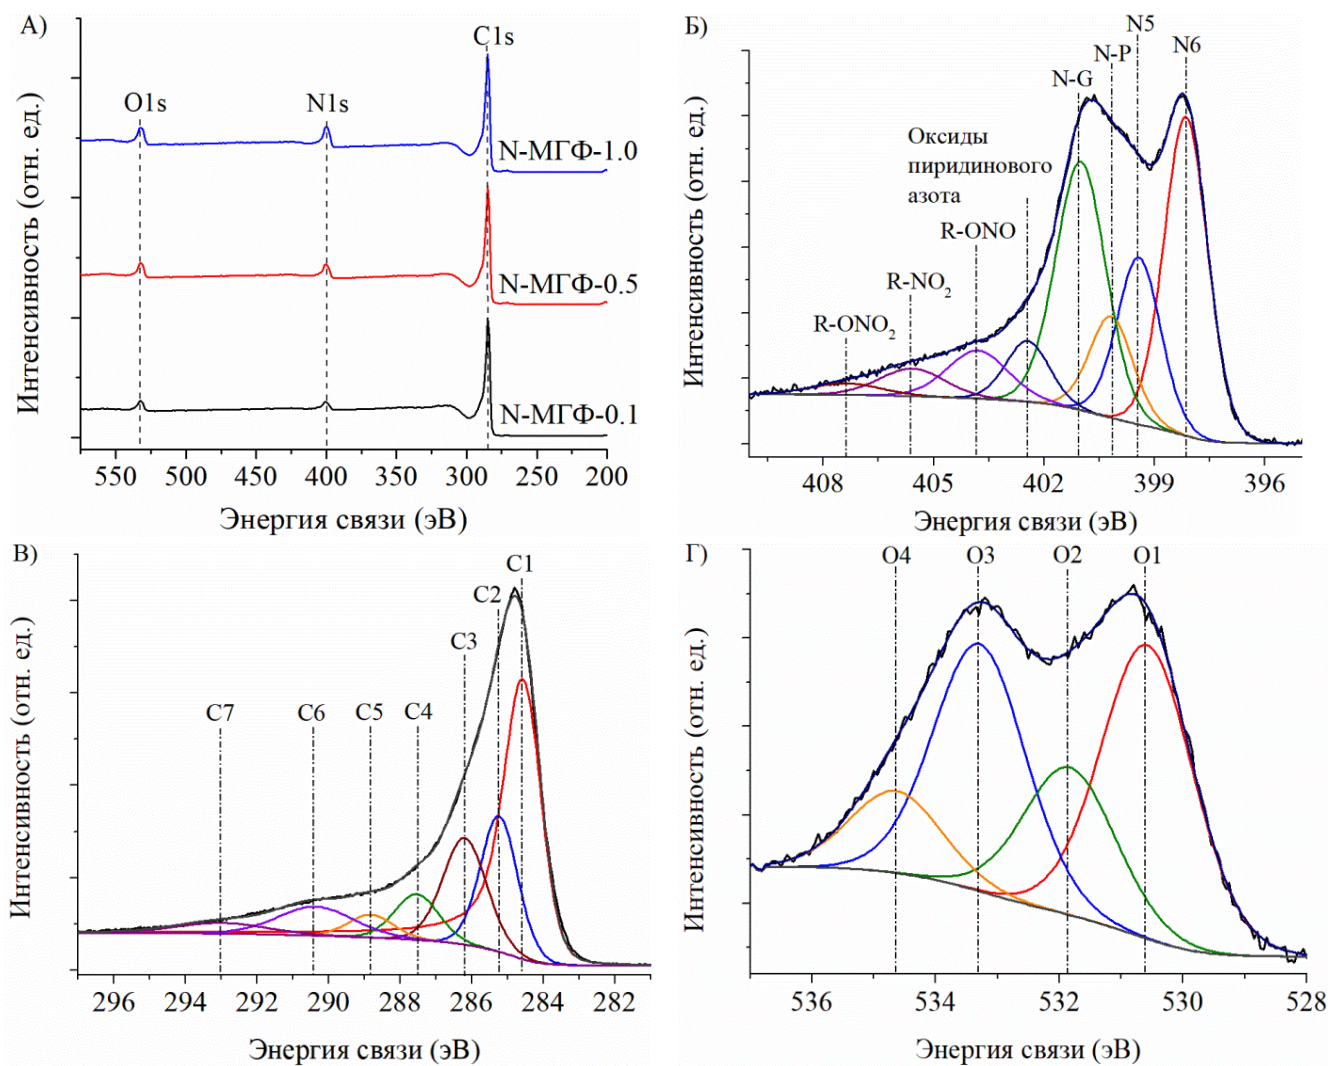 А)
C1s
O1s
N1s
N-МГФ-1.0
N-МГФ-0.5
N-МГФ-0.1
Интенсивность (отн. ед.)
550 500 450 400 350 300 250 200
Энергия связи (эВ)
Б)
N5
N-P
N6
N-G
Оксиды
пиридинового
азота
R-ONO
R-NO2
R-ONO2
Интенсивность (отн. ед.)
408 405 402 399 396
Энергия связи (эВ)
В)
C1
C2
C3
C7 C6 C5 C4
Интенсивность (отн. ед.)
296 294 292 290 288 286 284 282
Энергия связи (эВ)
Г)
O4 O3 O2 O1
Интенсивность (отн. ед.)
536 534 532 530 528
Энергия связи (эВ)